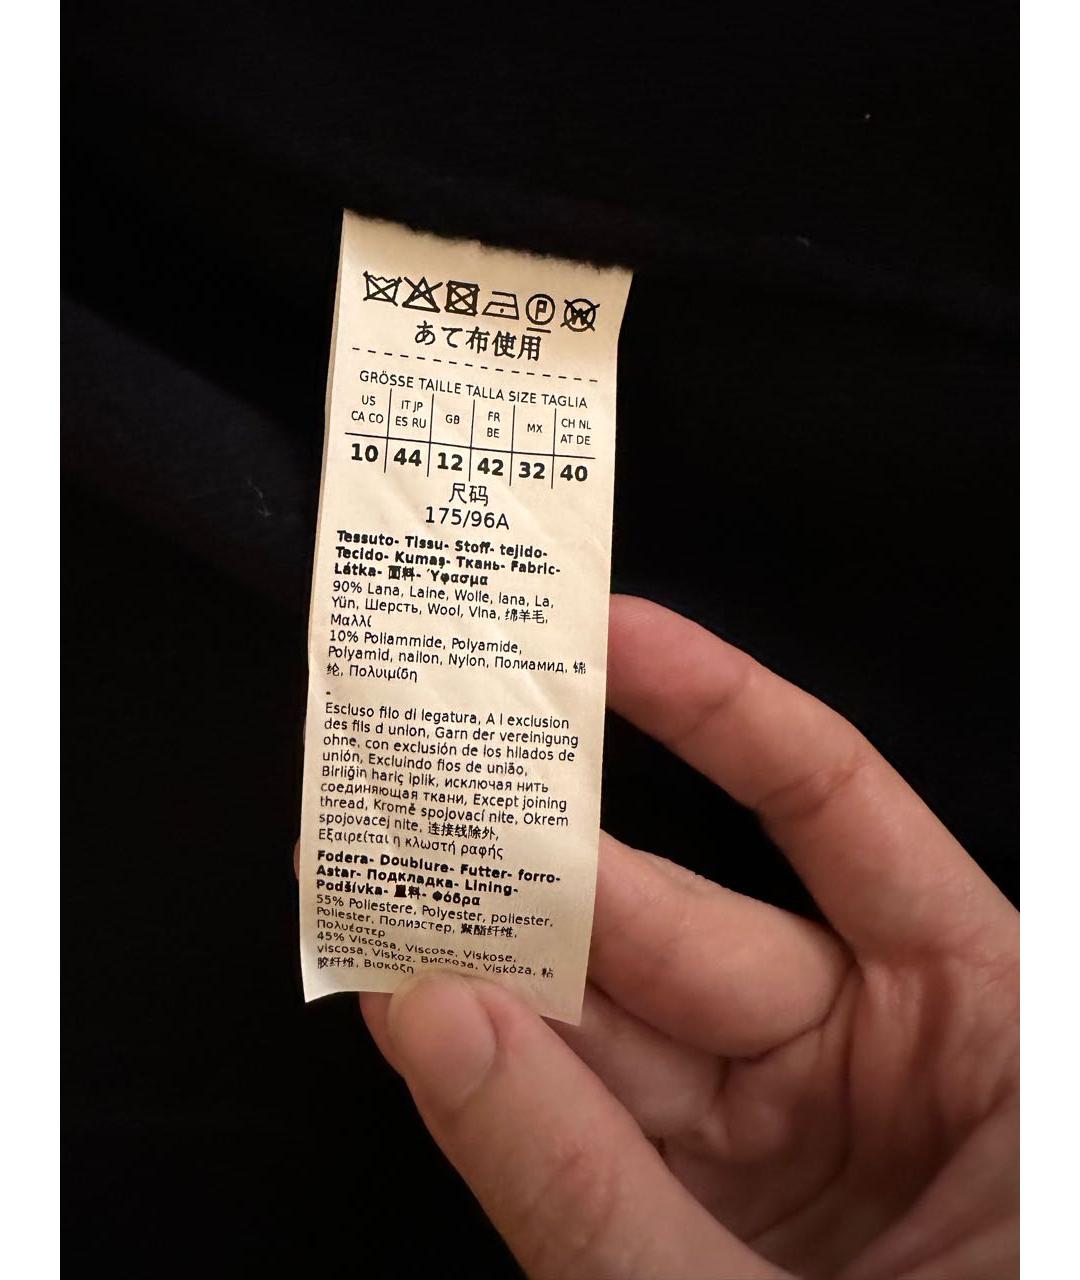 P W
あて布使用
GRÖSSE TAILLE TALLA SIZE TAGLIA
US CA CO | IT JP ES RU | GB | FR BE | MX | CH NL AT DE
10 | 44 | 12 | 42 | 32 | 40
尺码
175/96A
Tessuto- Tissu- Stoff- tejido-
Tecido- Kumaş- Ткань- Fabric-
Látka- 面料- Ύφασμα
90% Lana, Laine, Wolle, lana, La,
Yün, Шерсть, Wool, Vlna, 绵羊毛,
Μαλλί
10% Poliammide, Polyamide,
Polyamid, nailon, Nylon, Полиамид, 锦
纶, Πολυμίδη
-
Escluso filo di legatura, A l exclusion
des fils d union, Garn der vereinigung
ohne, con exclusión de los hilados de
unión, Excluindo fios de união,
Birliğin hariç iplik, исключая нить
соединяющая ткани, Except joining
thread, Kromě spojovací nite, Okrem
spojovacej nite, 连接线除外,
Εξαιρείται η κλωστή ραφής
Fodera- Doublure- Futter- forro-
Astar- Подкладка- Lining-
Podšívka- 里料- Φόδρα
55% Poliestere, Polyester, poliester,
Poliester, Полиэстер, 聚酯纤维,
Πολυέστερ
45% Viscosa, Viscose, Viskose,
viscosa, Viskoz, Вискоза, Viskóza, 粘
胶纤维, Βισκόζη